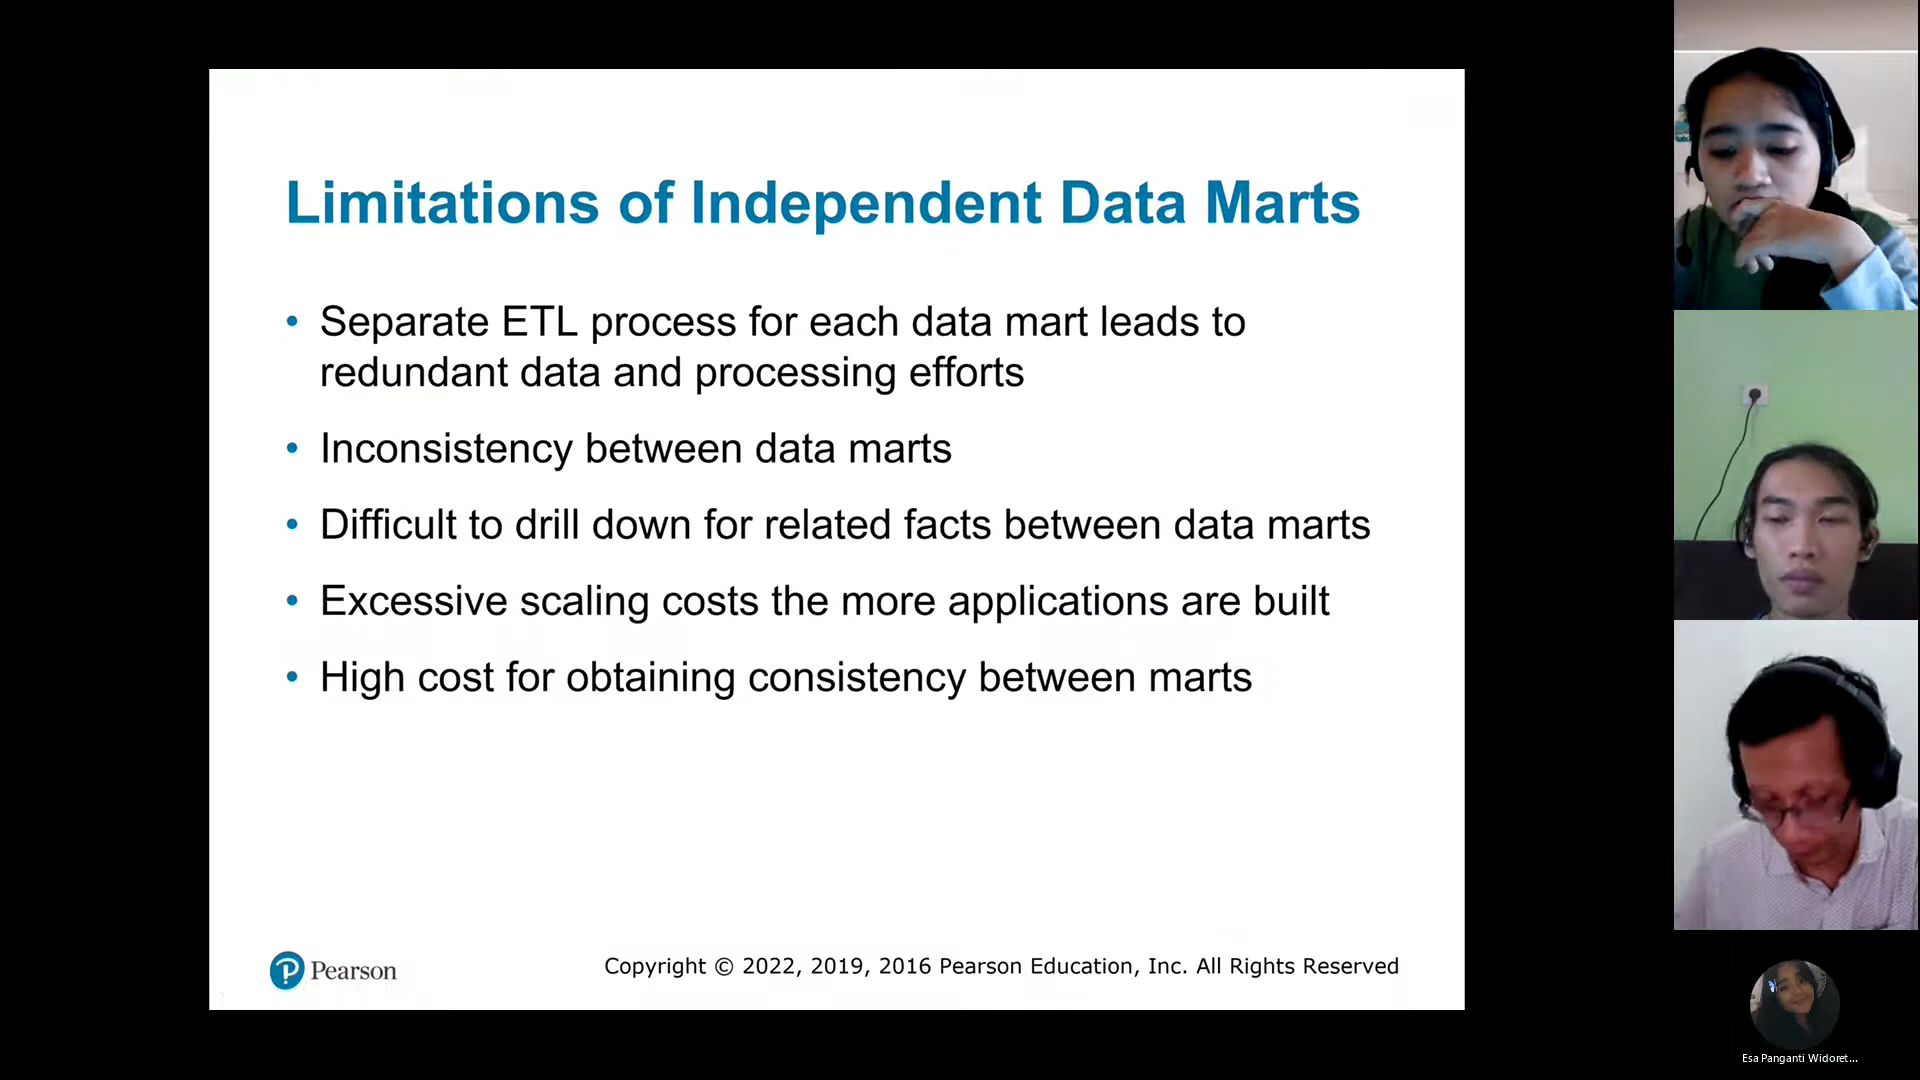 Limitations of Independent Data Marts
• Separate ETL process for each data mart leads to
redundant data and processing efforts
• Inconsistency between data marts
• Difficult to drill down for related facts between data marts
• Excessive scaling costs the more applications are built
• High cost for obtaining consistency between marts
Pearson
Copyright © 2022, 2019, 2016 Pearson Education, Inc. All Rights Reserved
Esa Panganti Widoret...